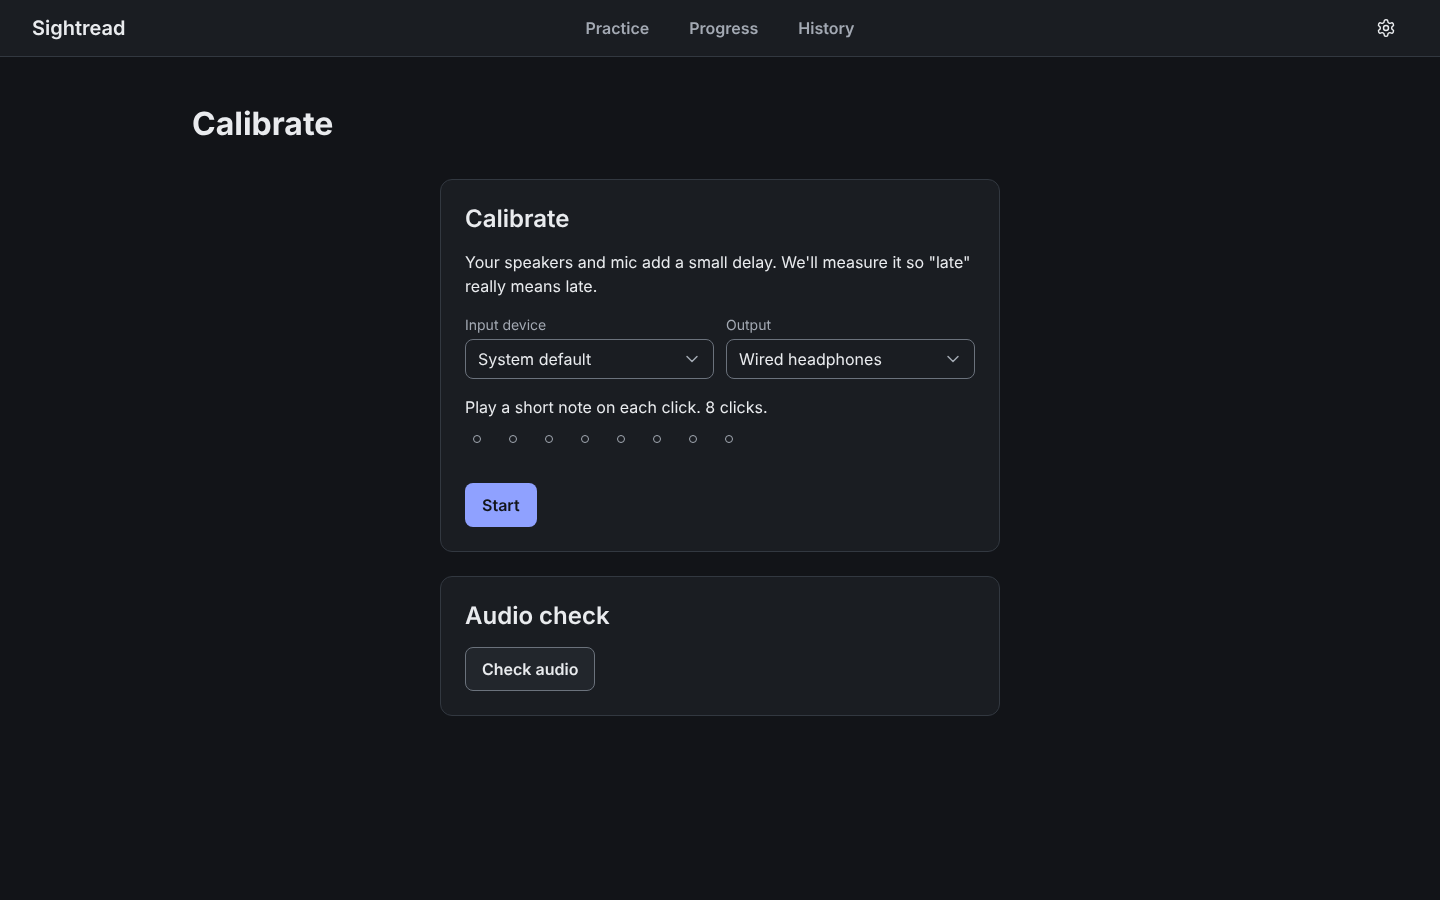 Sightread
Practice
Progress
History
Calibrate
Calibrate
Your speakers and mic add a small delay. We'll measure it so "late"
really means late.
Input device
Output
System default
Wired headphones
Play a short note on each click. 8 clicks.
Start
Audio check
Check audio